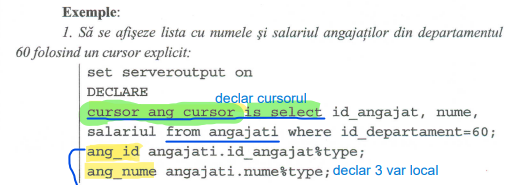 Exemple:
1. Să se afişeze lista cu numele şi salariul angajaţilor din departamentul
60 folosind un cursor explicit:
set serveroutput on
DECLARE
declar cursorul
cursor ang_cursor is select id_angajat, nume,
salariul from angajati where id_departament=60;
ang_id angajati.id_angajat%type;
ang_nume angajati.nume%type; declar 3 var local